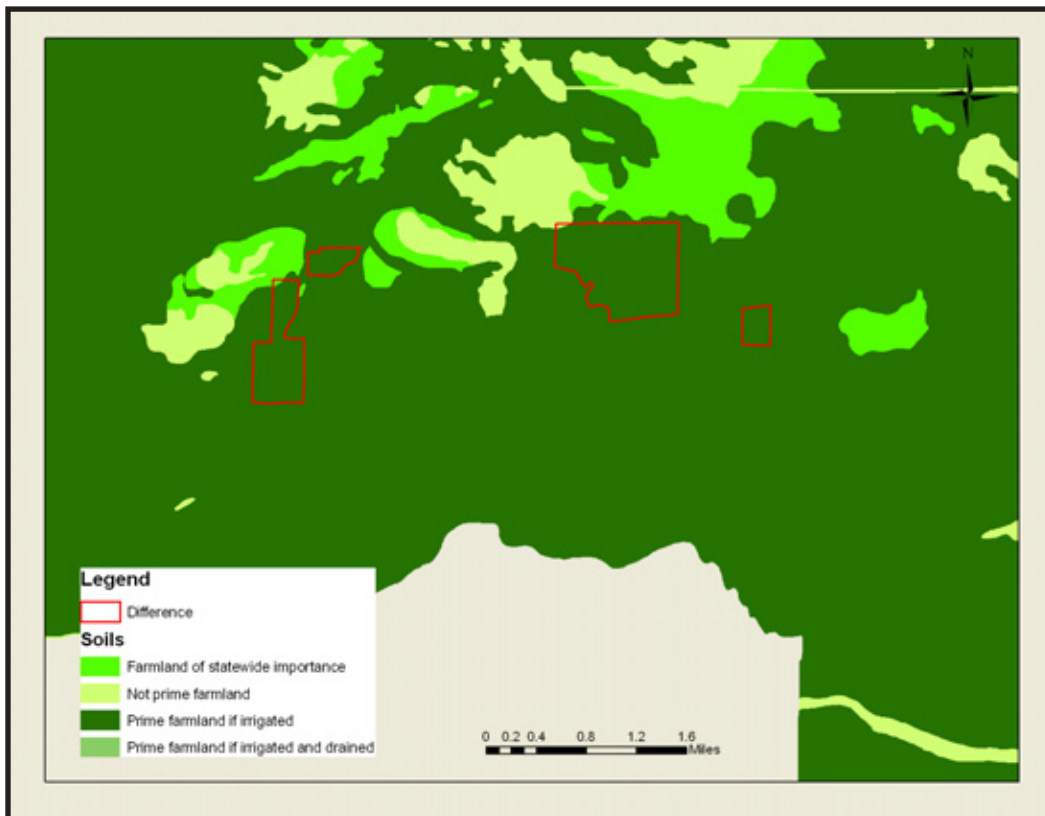 N
Legend
Difference
Soils
Farmland of statewide importance
Not prime farmland
Prime farmland if irrigated
Prime farmland if irrigated and drained
0 0.2 0.4 0.8 1.2 1.6
Miles